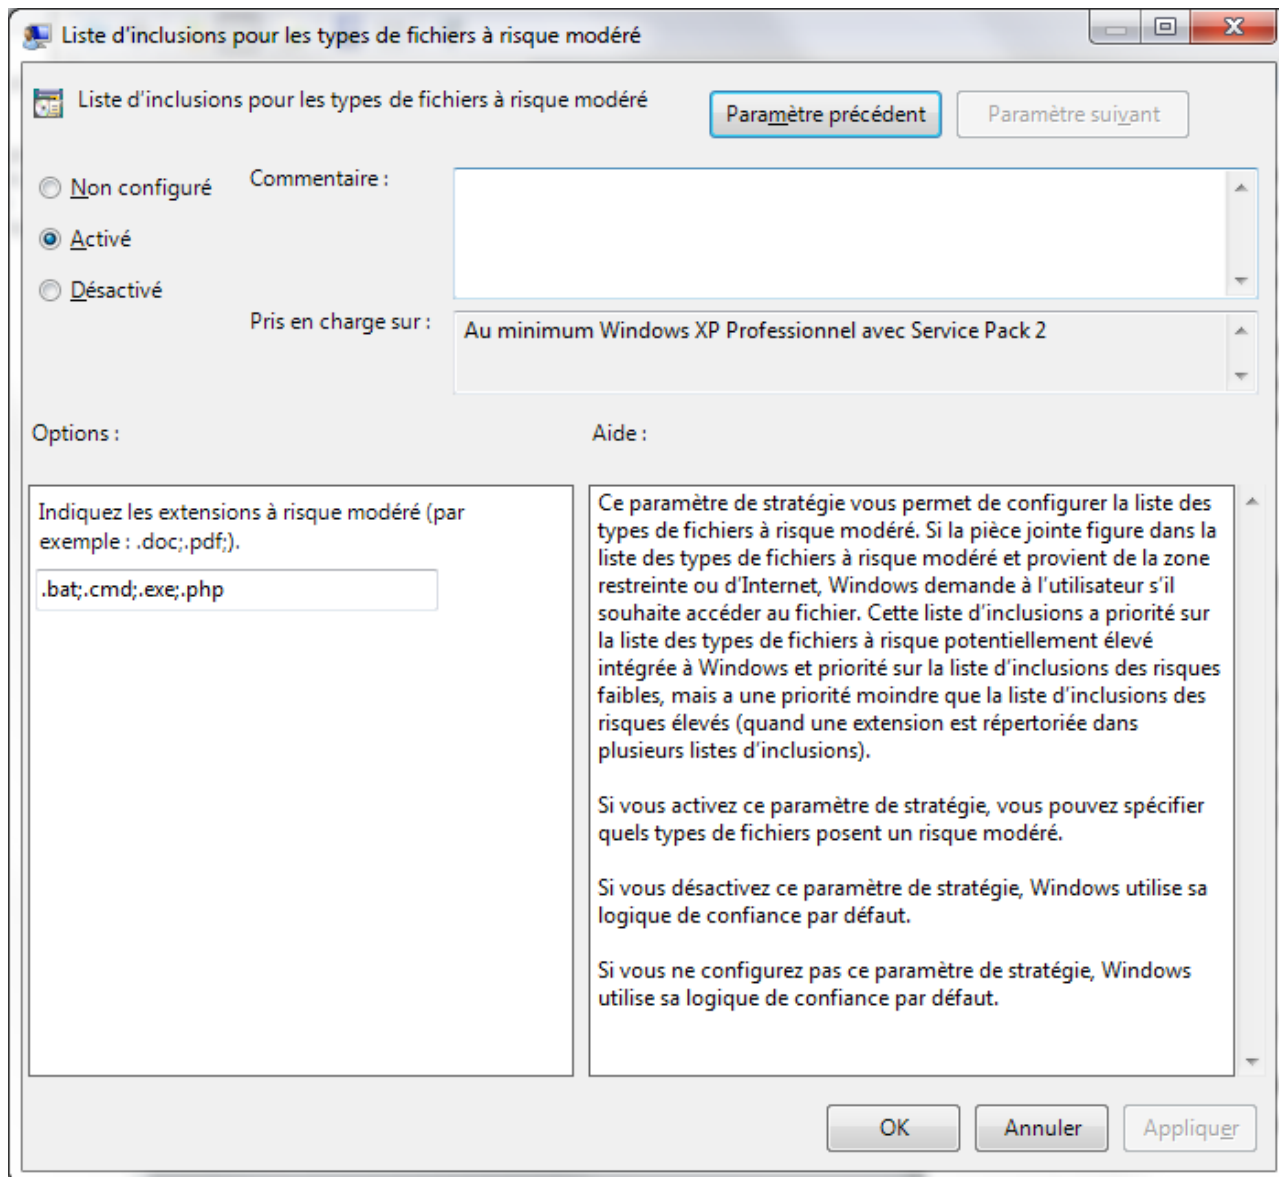 Liste d'inclusions pour les types de fichiers à risque modéré
Liste d'inclusions pour les types de fichiers à risque modéré
Paramètre précédent
Paramètre suivant
Non configuré
Commentaire :
Activé
Désactivé
Pris en charge sur :
Au minimum Windows XP Professionnel avec Service Pack 2
Options :
Aide :
Indiquez les extensions à risque modéré (par
exemple : .doc;.pdf;).
.bat;.cmd;.exe;.php
Ce paramètre de stratégie vous permet de configurer la liste des
types de fichiers à risque modéré. Si la pièce jointe figure dans la
liste des types de fichiers à risque modéré et provient de la zone
restreinte ou d'Internet, Windows demande à l'utilisateur s'il
souhaite accéder au fichier. Cette liste d'inclusions a priorité sur
la liste des types de fichiers à risque potentiellement élevé
intégrée à Windows et priorité sur la liste d'inclusions des risques
faibles, mais a une priorité moindre que la liste d'inclusions des
risques élevés (quand une extension est répertoriée dans
plusieurs listes d'inclusions).
Si vous activez ce paramètre de stratégie, vous pouvez spécifier
quels types de fichiers posent un risque modéré.
Si vous désactivez ce paramètre de stratégie, Windows utilise sa
logique de confiance par défaut.
Si vous ne configurez pas ce paramètre de stratégie, Windows
utilise sa logique de confiance par défaut.
OK
Annuler
Appliquer